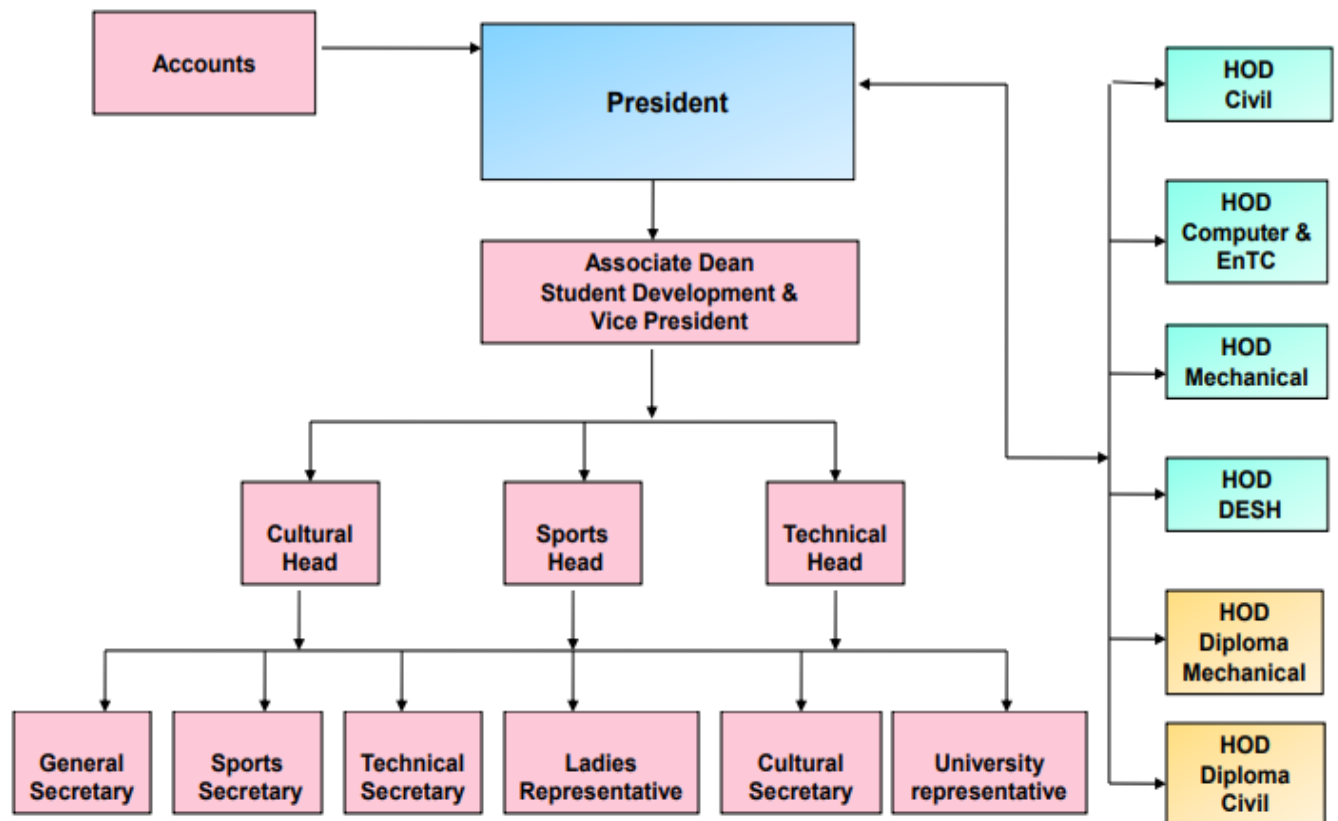 Accounts
President
Associate Dean
Student Development &
Vice President
Cultural
Head
Sports
Head
Technical
Head
General
Secretary
Sports
Secretary
Technical
Secretary
Ladies
Representative
Cultural
Secretary
University
representative
HOD
Civil
HOD
Computer &
EnTC
HOD
Mechanical
HOD
DESH
HOD
Diploma
Mechanical
HOD
Diploma
Civil